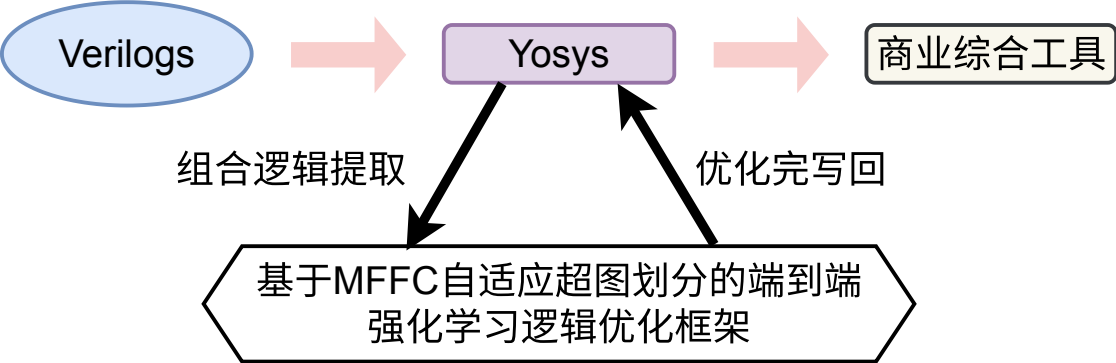 Verilogs
Yosys
商业综合工具
组合逻辑提取
优化完写回
基于MFFC自适应超图划分的端到端
强化学习逻辑优化框架